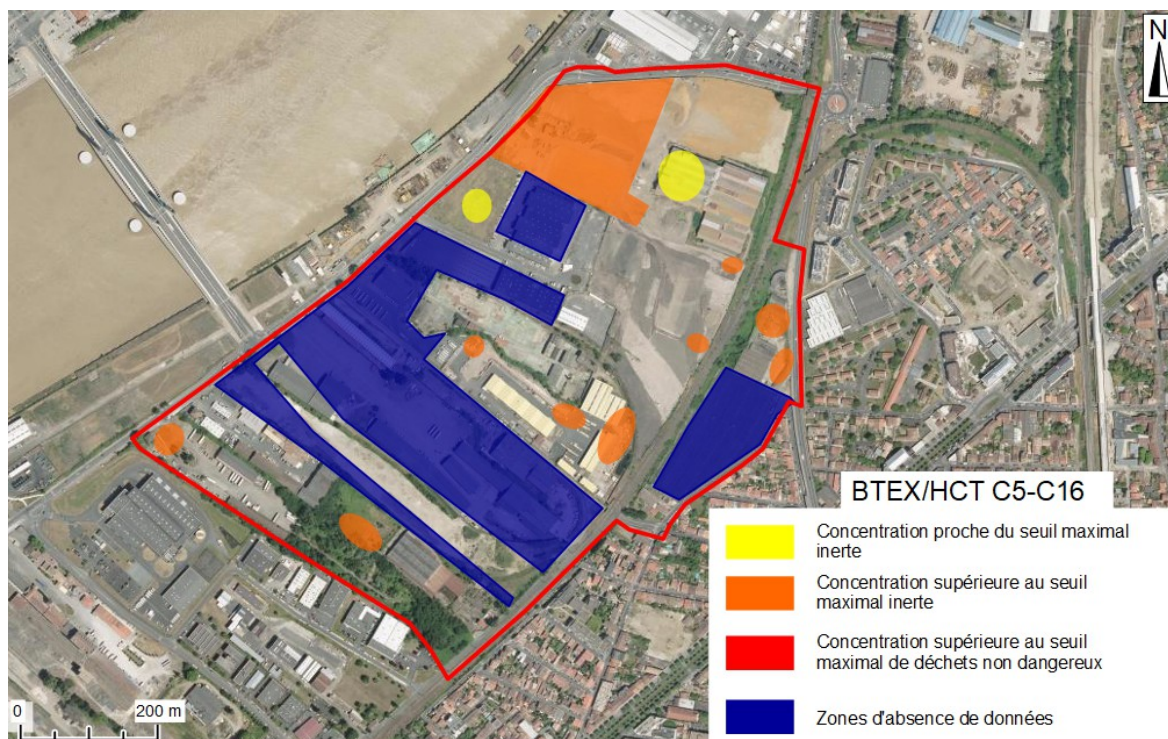 N
BTEX/HCT C5-C16
Concentration proche du seuil maximal
inerte
Concentration supérieure au seuil
maximal inerte
Concentration supérieure au seuil
maximal de déchets non dangereux
Zones d'absence de données
0 200 m